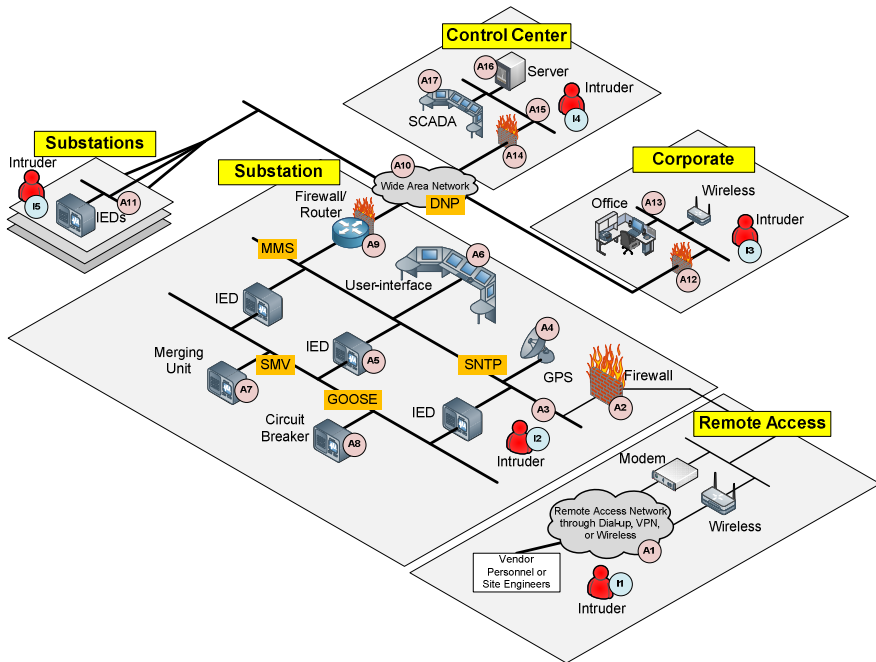 Control Center
A16
Server
A17
Intruder
A15
I4
SCADA
A14
Substations
Intruder
A11
I5
IEDs
Substation
A10
Wide Area Network
DNP
Firewall/
Router
A9
Corporate
Wireless
A13
Office
Intruder
I3
A12
MMS
A6
User-interface
IED
A4
IED
A5
SNTP
GPS
Merging
Unit
SMV
A7
GOOSE
Firewall
IED
A3
A2
Circuit
Breaker
A8
I2
Intruder
Remote Access
Modem
Wireless
Remote Access Network
through Dial-up, VPN,
or Wireless
A1
Vendor
Personnel or
Site Engineers
I1
Intruder